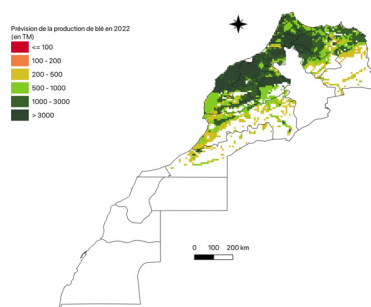 Prévision de la production de blé en 2022
(en TM)
<= 100
100 - 200
200 - 500
500 - 1000
1000 - 3000
> 3000
0 100 200 km